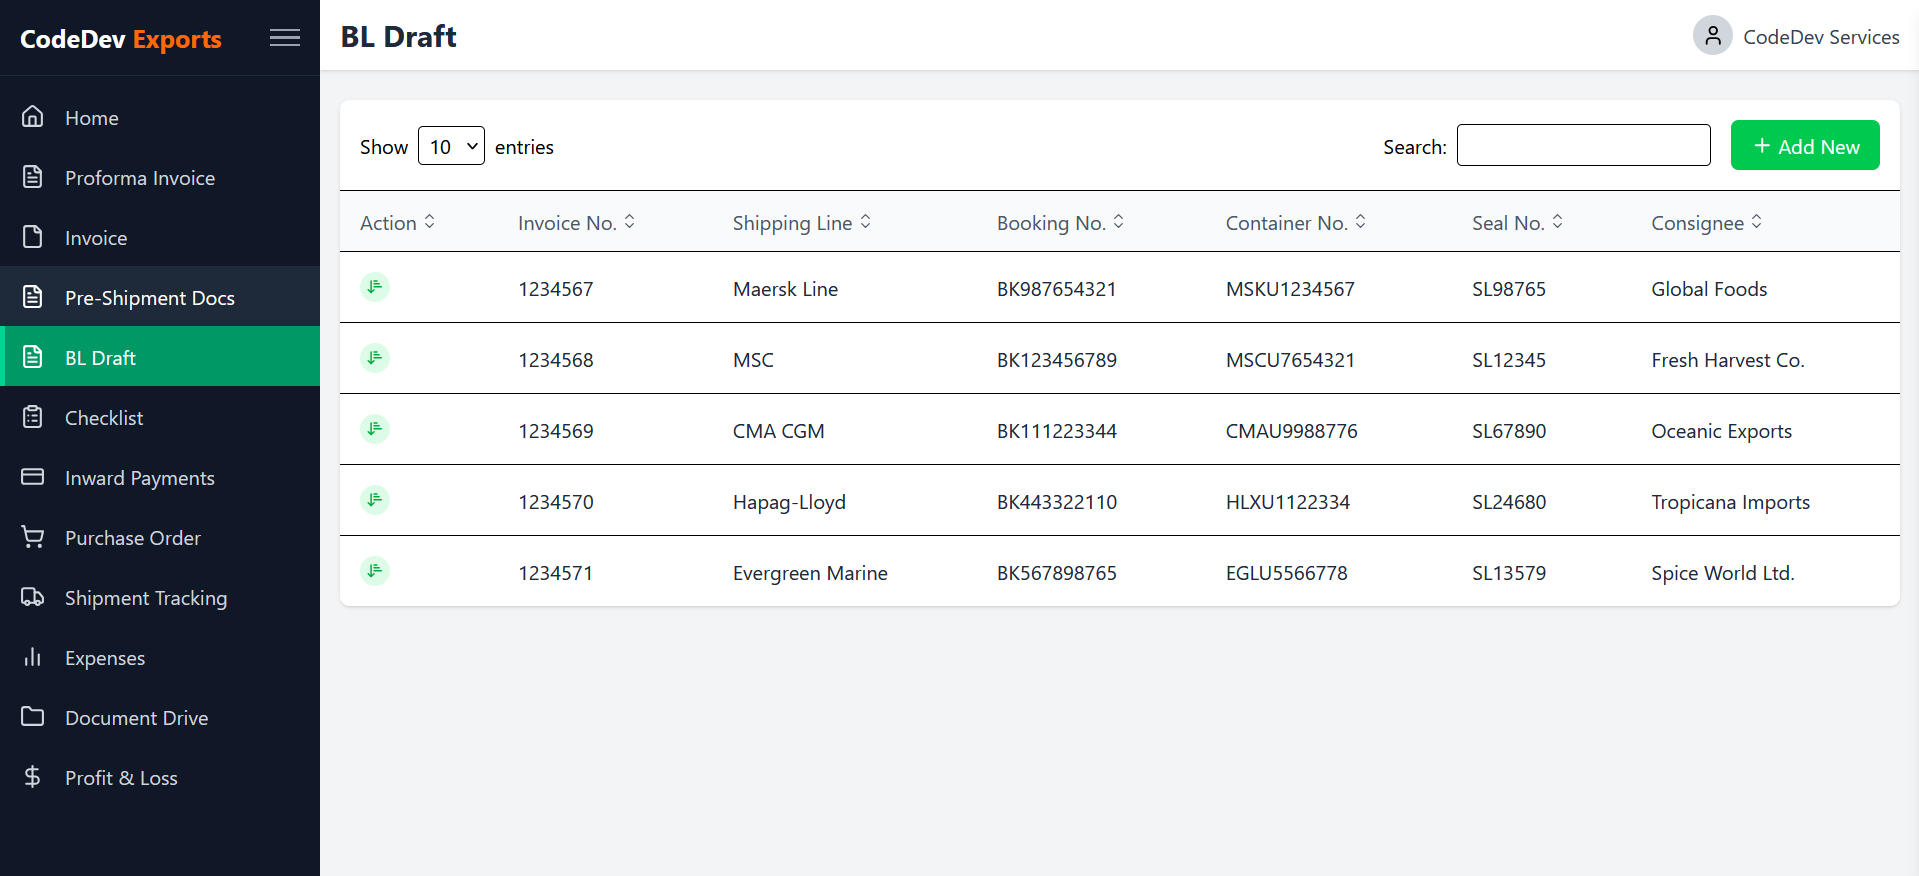 CodeDev Exports
Home
Proforma Invoice
Invoice
Pre-Shipment Docs
BL Draft
Checklist
Inward Payments
Purchase Order
Shipment Tracking
Expenses
Document Drive
Profit & Loss
BL Draft
CodeDev Services
Show 10 entries
Search:
Add New
Action Invoice No. Shipping Line Booking No. Container No. Seal No. Consignee
1234567 Maersk Line BK987654321 MSKU1234567 SL98765 Global Foods
1234568 MSC BK123456789 MSCU7654321 SL12345 Fresh Harvest Co.
1234569 CMA CGM BK111223344 CMAU9988776 SL67890 Oceanic Exports
1234570 Hapag-Lloyd BK443322110 HLXU1122334 SL24680 Tropicana Imports
1234571 Evergreen Marine BK567898765 EGLU5566778 SL13579 Spice World Ltd.